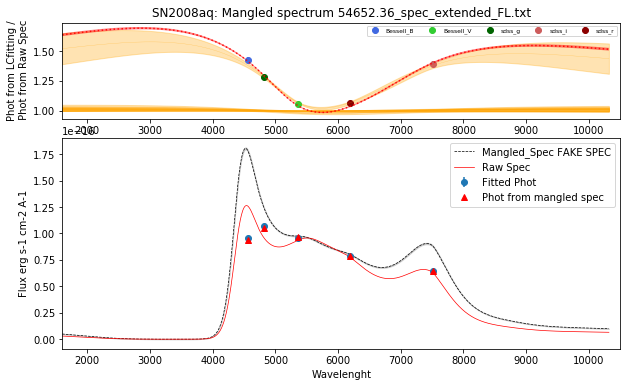 SN2008aq: Mangled spectrum 54652.36_spec_extended_FL.txt
Phot from LCfitting /
Phot from Raw Spec
1.50
1.25
1.00
Bessell_B
Bessell_V
sdss_g
sdss_i
sdss_r
2000 3000 4000 5000 6000 7000 8000 9000 10000
1e-16
Flux erg s-1 cm-2 A-1
1.75
1.50
1.25
1.00
0.75
0.50
0.25
0.00
Mangled_Spec FAKE SPEC
Raw Spec
Fitted Phot
Phot from mangled spec
2000 3000 4000 5000 6000 7000 8000 9000 10000
Wavelenght